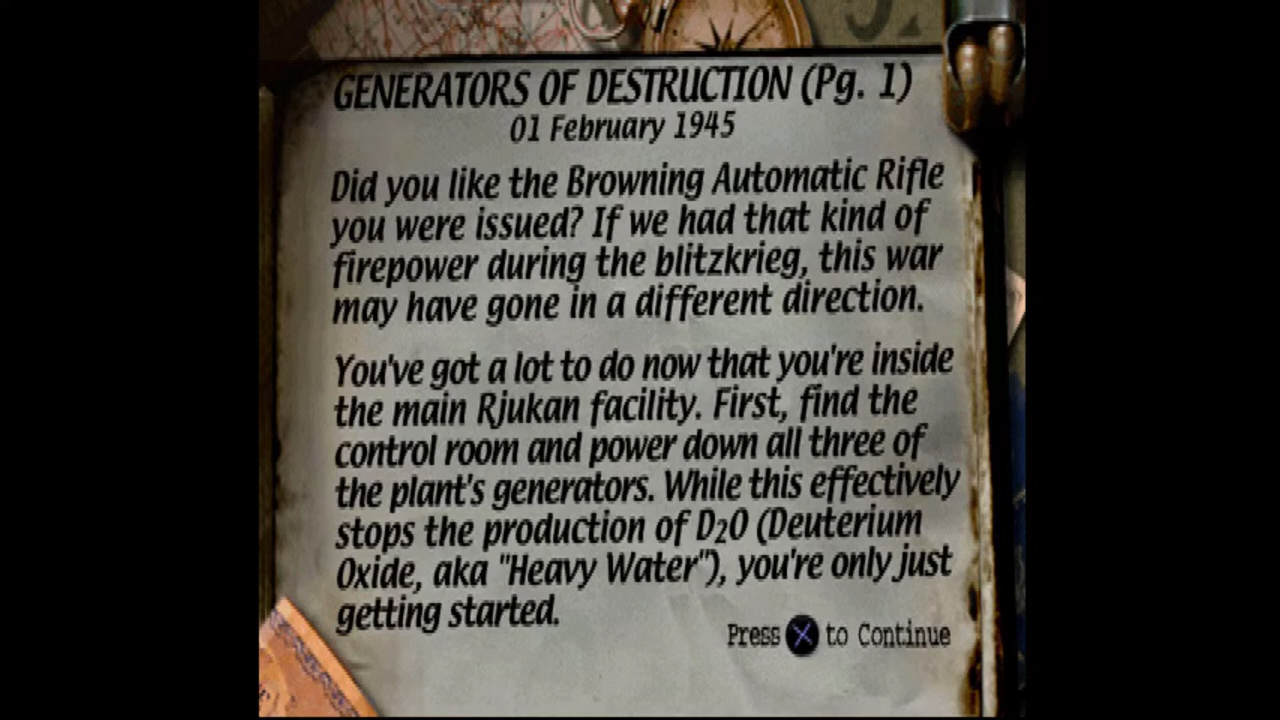 GENERATORS OF DESTRUCTION (Pg. 1)
01 February 1945
Did you like the Browning Automatic Rifle
you were issued? If we had that kind of
firepower during the blitzkrieg, this war
may have gone in a different direction.
You've got a lot to do now that you're inside
the main Rjukan facility. First, find the
control room and power down all three of
the plant's generators. While this effectively
stops the production of D2O (Deuterium
Oxide, aka "Heavy Water"), you're only just
getting started.
Press X to Continue